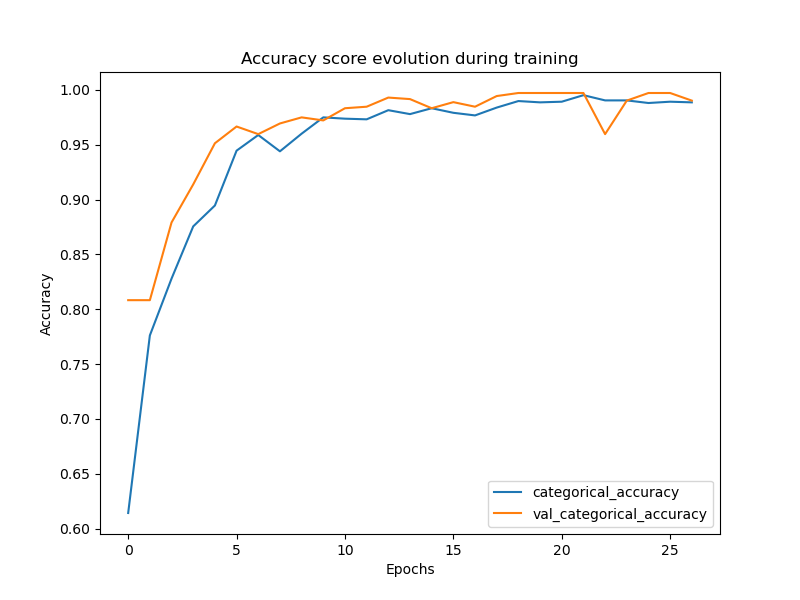 Accuracy score evolution during training
Accuracy
1.00
0.95
0.90
0.85
0.80
0.75
0.70
0.65
0.60
0 5 10 15 20 25
Epochs
categorical_accuracy
val_categorical_accuracy